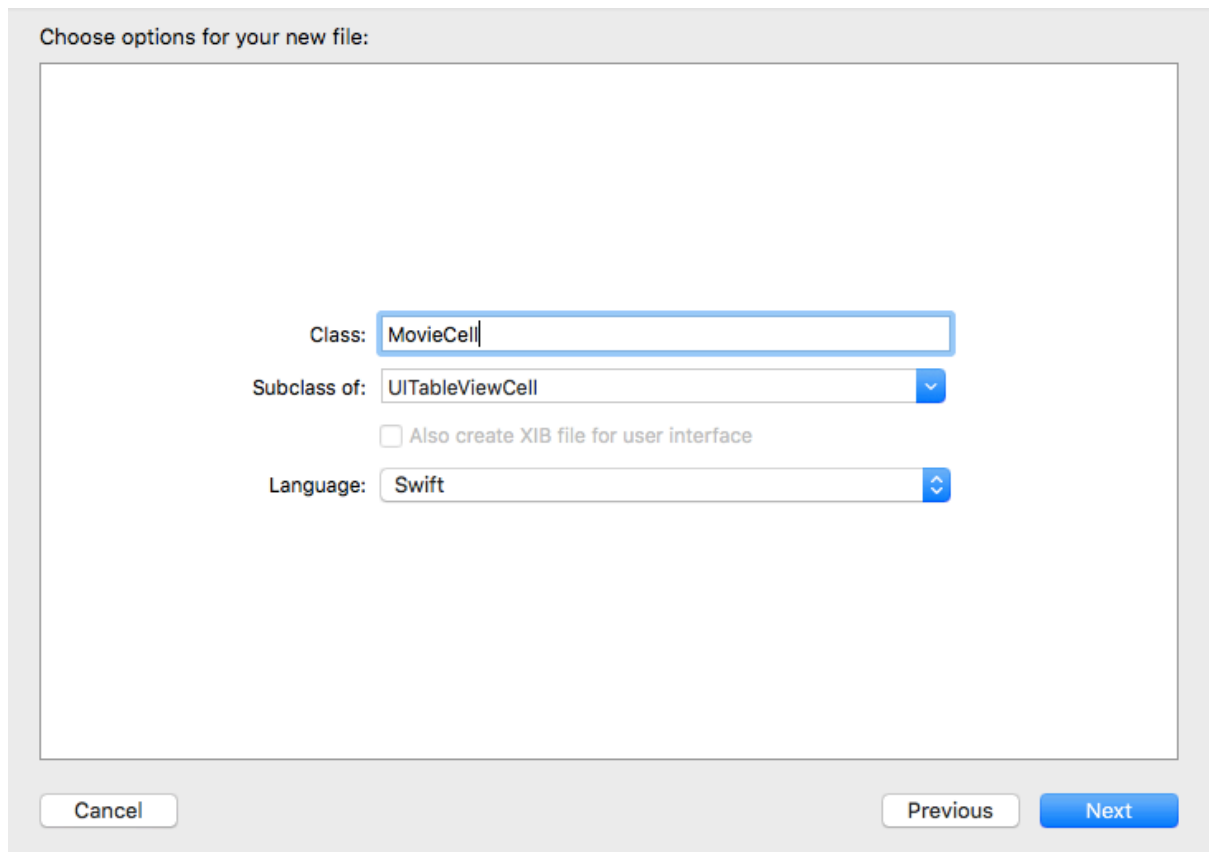 Choose options for your new file:
Class: MovieCell
Subclass of: UITableViewCell
Also create XIB file for user interface
Language: Swift
Cancel Previous Next